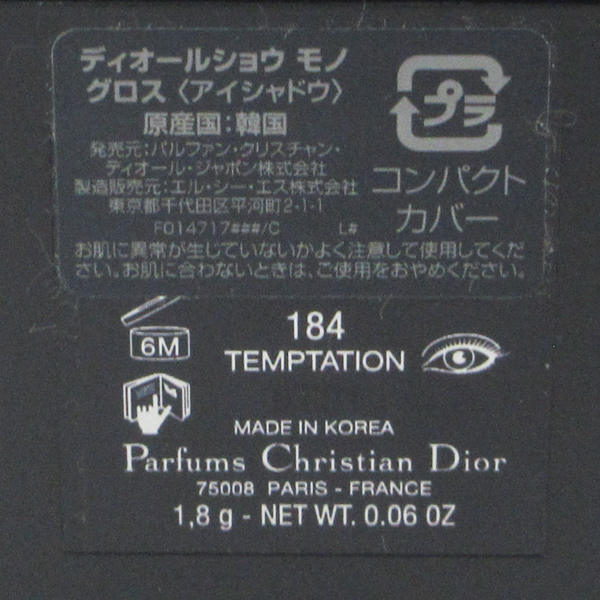 ディオールショウ モノ
グロス〈アイシャドウ〉
原産国：韓国
発売元：パルファン・クリスチャン・
ディオール・ジャポン株式会社
製造販売元：エル・シー・エス株式会社
東京都千代田区平河町2-1-1
F014717###/C L#
プラ
コンパクト
カバー
お肌に異常が生じていないかよく注意して使用してくだ
さい。お肌に合わないときは、ご使用をおやめください。
6M
184
TEMPTATION
MADE IN KOREA
Parfums Christian Dior
75008 PARIS - FRANCE
1,8 g - NET WT. 0.06 OZ